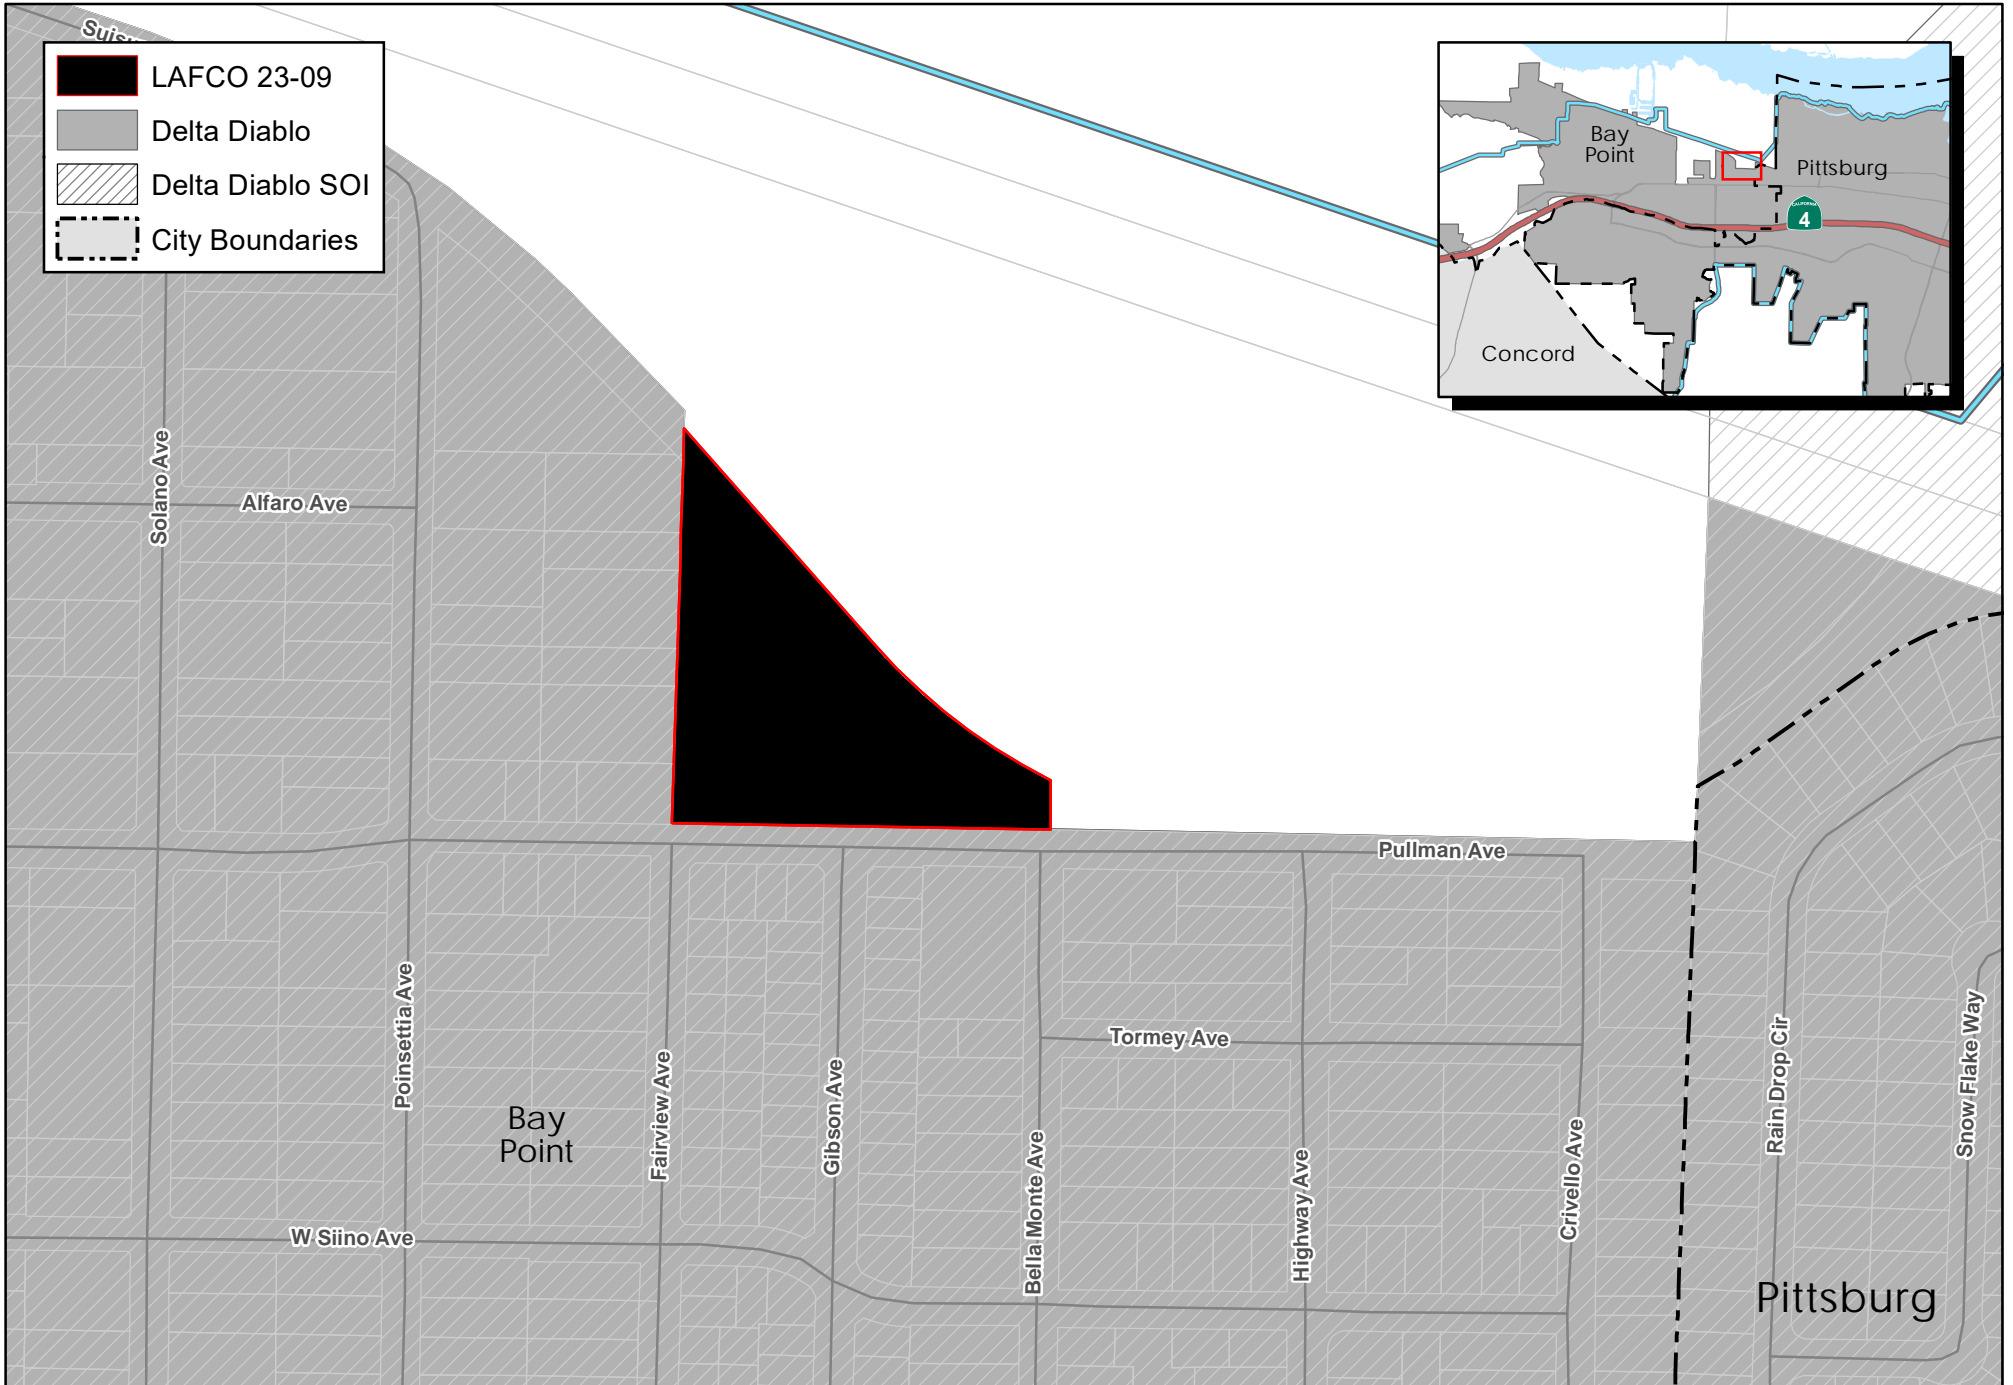 LAFCO 23-09
Delta Diablo
Delta Diablo SOI
City Boundaries
Bay
Point
Pittsburg
CALIFORNIA
4
Concord
Solano Ave
Alfaro Ave
Pullman Ave
Poinsettia Ave
Fairview Ave
Gibson Ave
Bella Monte Ave
Tormey Ave
Highway Ave
Crivello Ave
Rain Drop Cir
Snow Flake Way
Bay
Point
W Siino Ave
Pittsburg